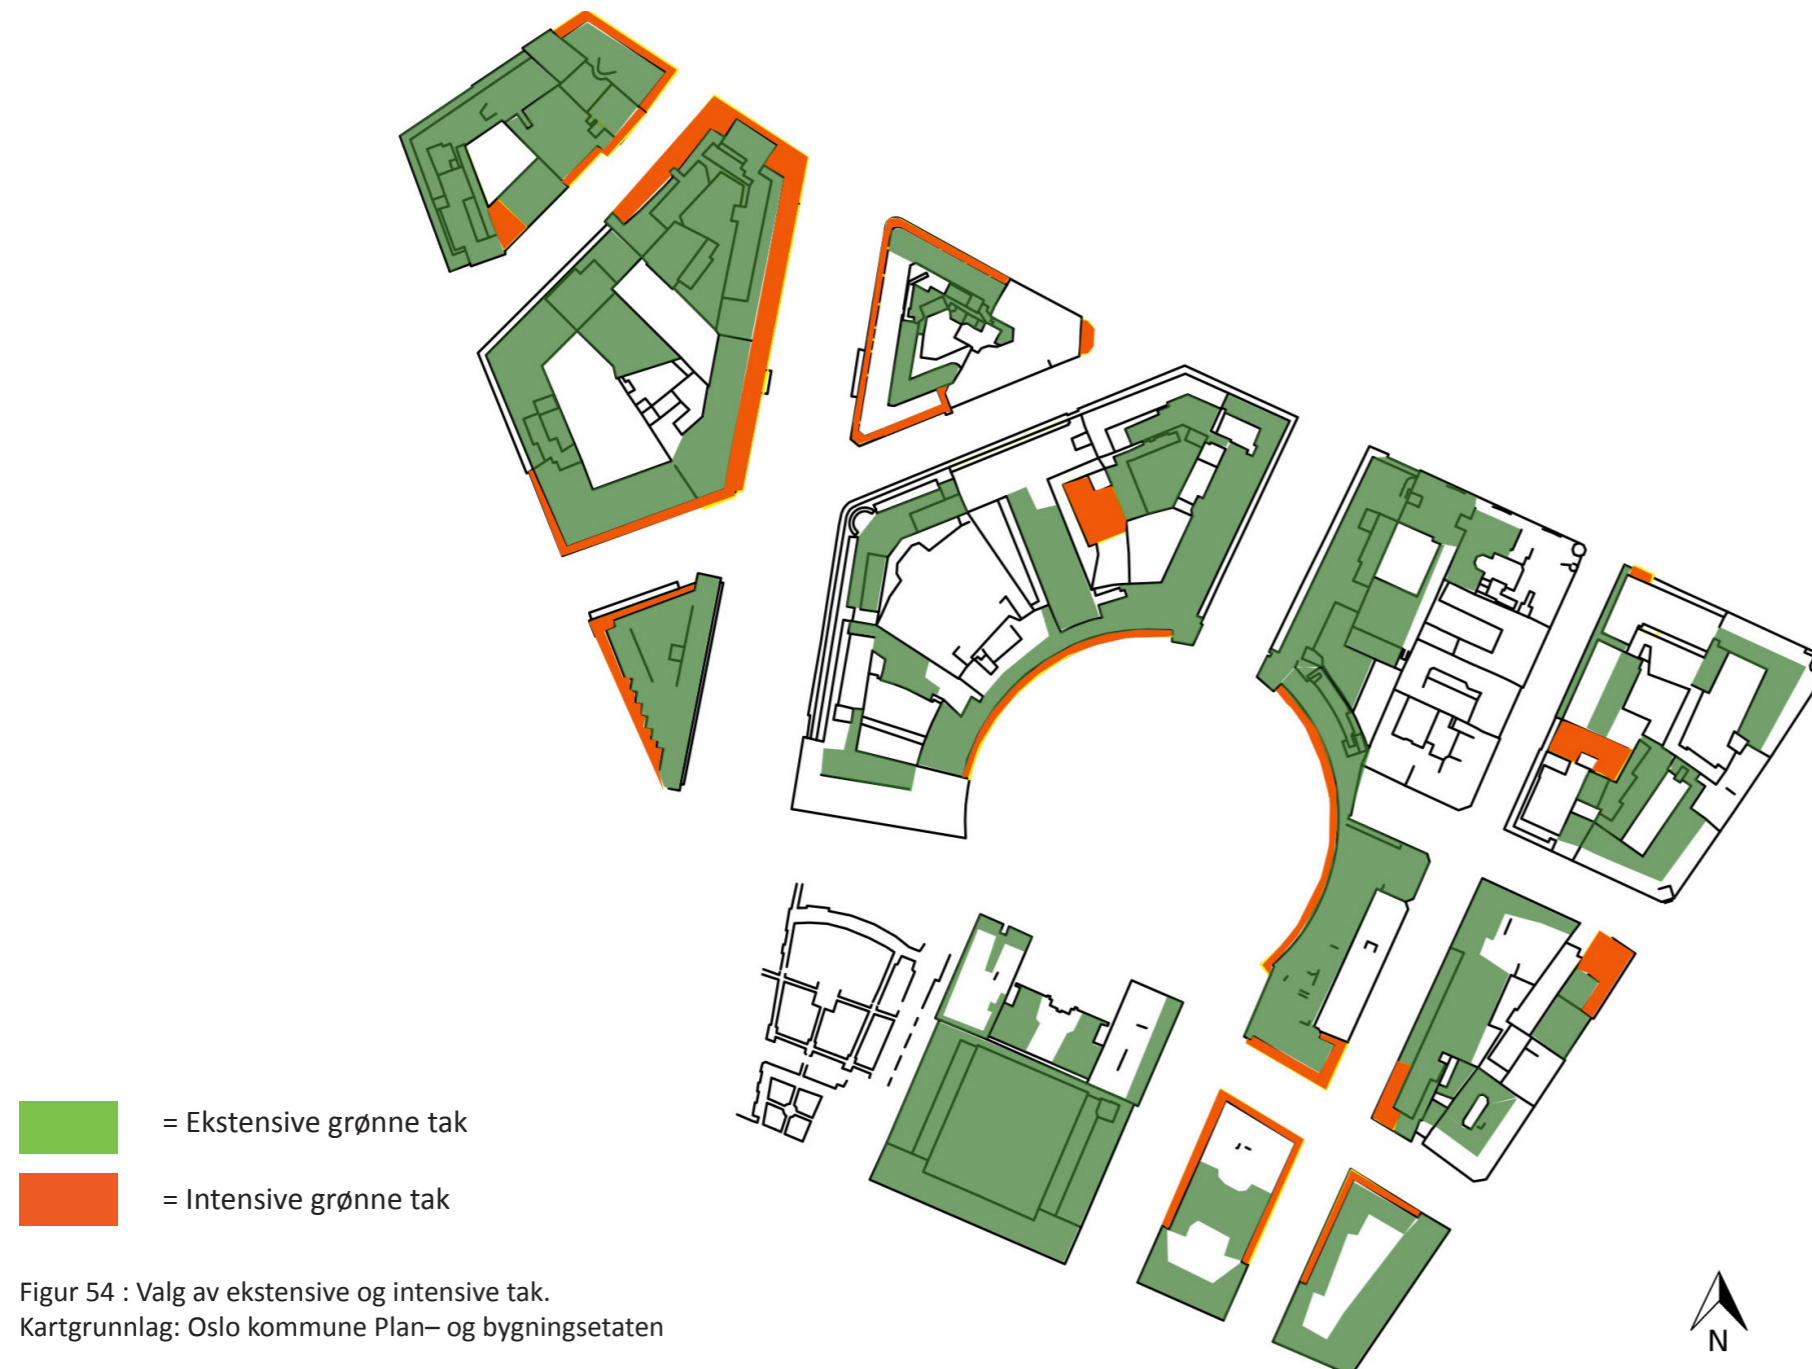 = Ekstensive grønne tak
= Intensive grønne tak
Figur 54 : Valg av ekstensive og intensive tak.
Kartgrunnlag: Oslo kommune Plan– og bygningsetaten
N